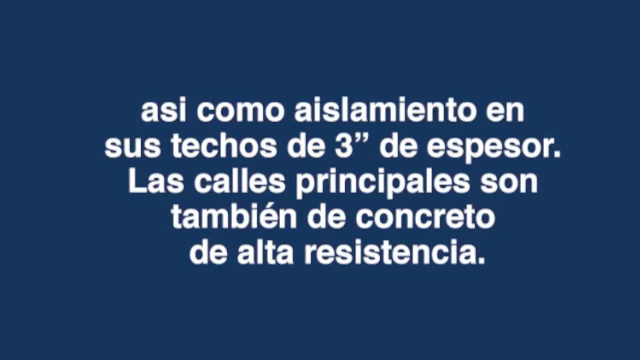 asi como aislamiento en
sus techos de 3” de espesor.
Las calles principales son
también de concreto
de alta resistencia.